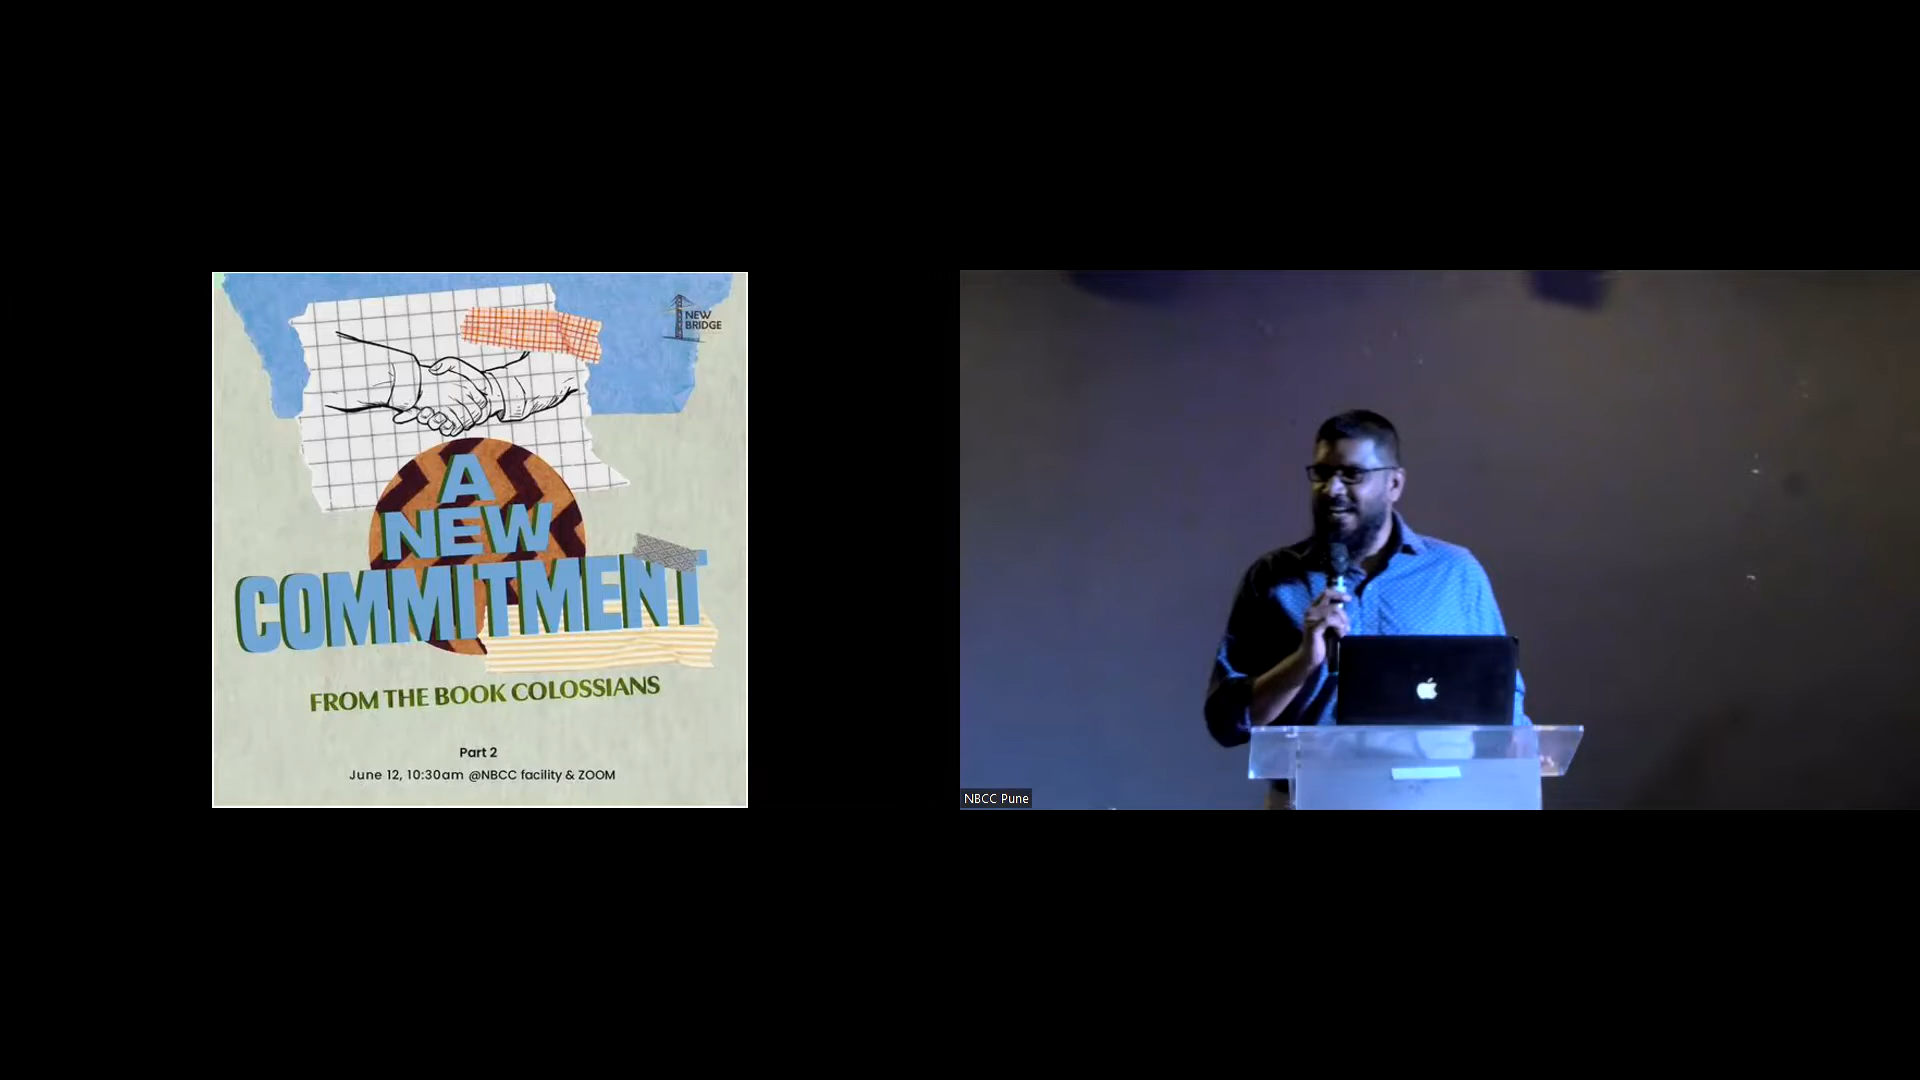 NEW
BRIDGE
A
NEW
COMMITMENT
FROM THE BOOK COLOSSIANS
Part 2
June 12, 10:30am @NBCC facility & ZOOM
NBCC Pune